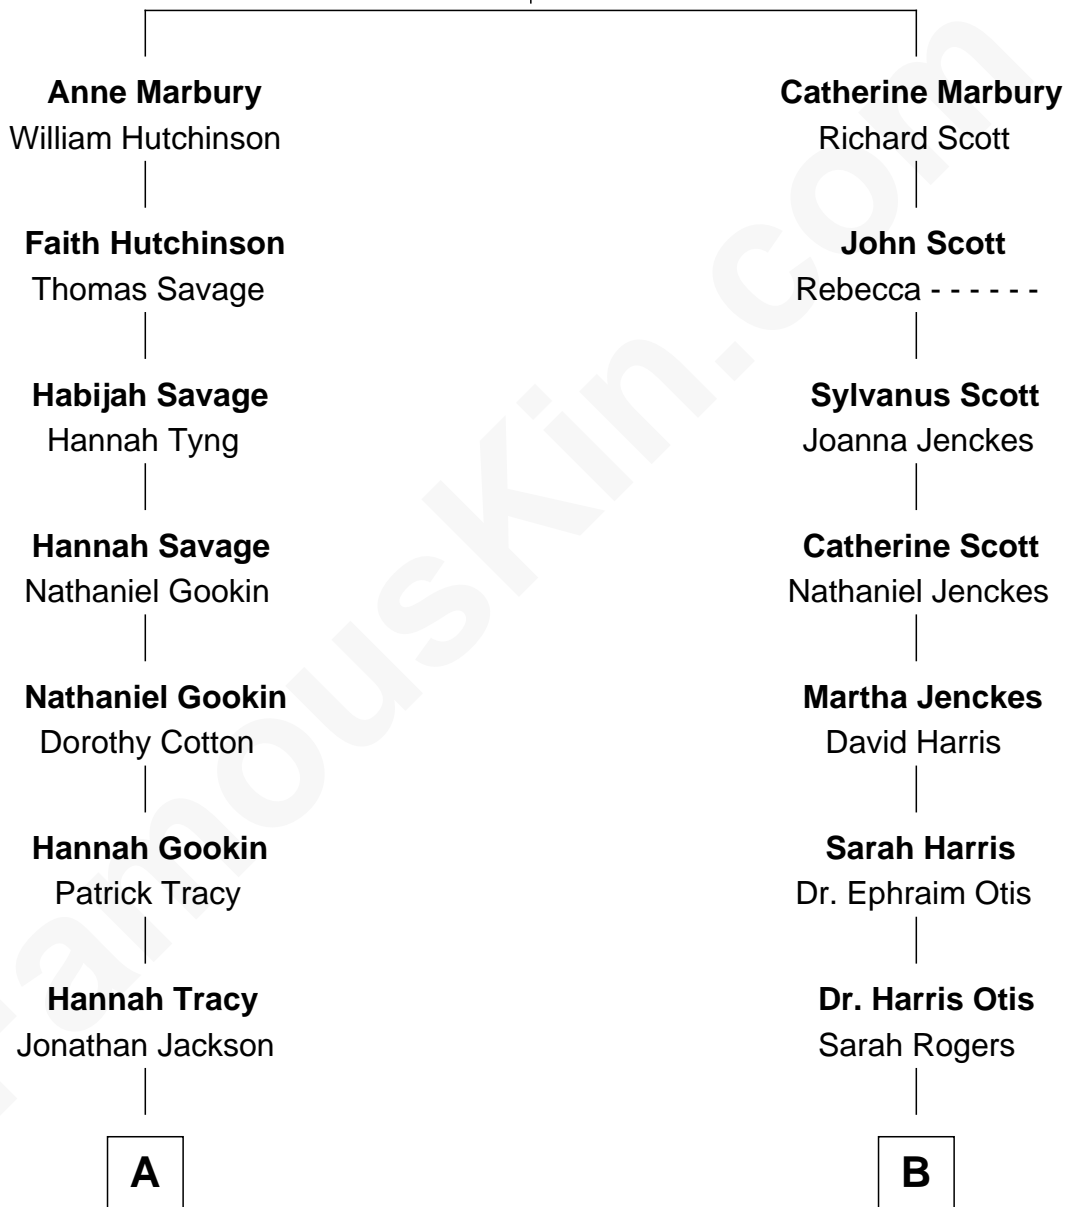 Anne Marbury
William Hutchinson
Faith Hutchinson
Thomas Savage
Habijah Savage
Hannah Tyng
Hannah Savage
Nathaniel Gookin
Nathaniel Gookin
Dorothy Cotton
Hannah Gookin
Patrick Tracy
Hannah Tracy
Jonathan Jackson
A
Catherine Marbury
Richard Scott
John Scott
Rebecca - - - - - -
Sylvanus Scott
Joanna Jenckes
Catherine Scott
Nathaniel Jenckes
Martha Jenckes
David Harris
Sarah Harris
Dr. Ephraim Otis
Dr. Harris Otis
Sarah Rogers
B
FamousKin.com